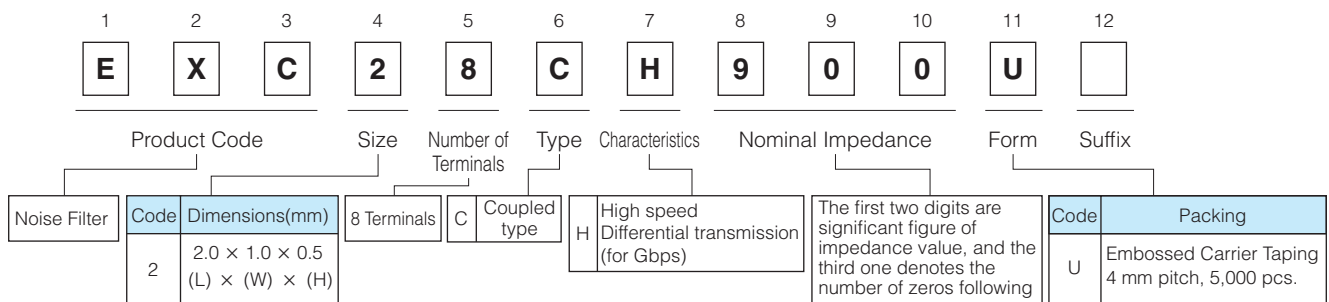 1 2 3 4 5 6 7 8 9 10 11 12
E X C 2 8 C H 9 0 0 U
Product Code Size Number of Terminals Type Characteristics Nominal Impedance Form Suffix
Noise Filter
Code Dimensions(mm)
2 2.0 × 1.0 × 0.5
(L) × (W) × (H)
8 Terminals
C Coupled
type
H High speed
Differential transmission
(for Gbps)
The first two digits are
significant figure of
impedance value, and the
third one denotes the
number of zeros following
Code Packing
U Embossed Carrier Taping
4 mm pitch, 5,000 pcs.